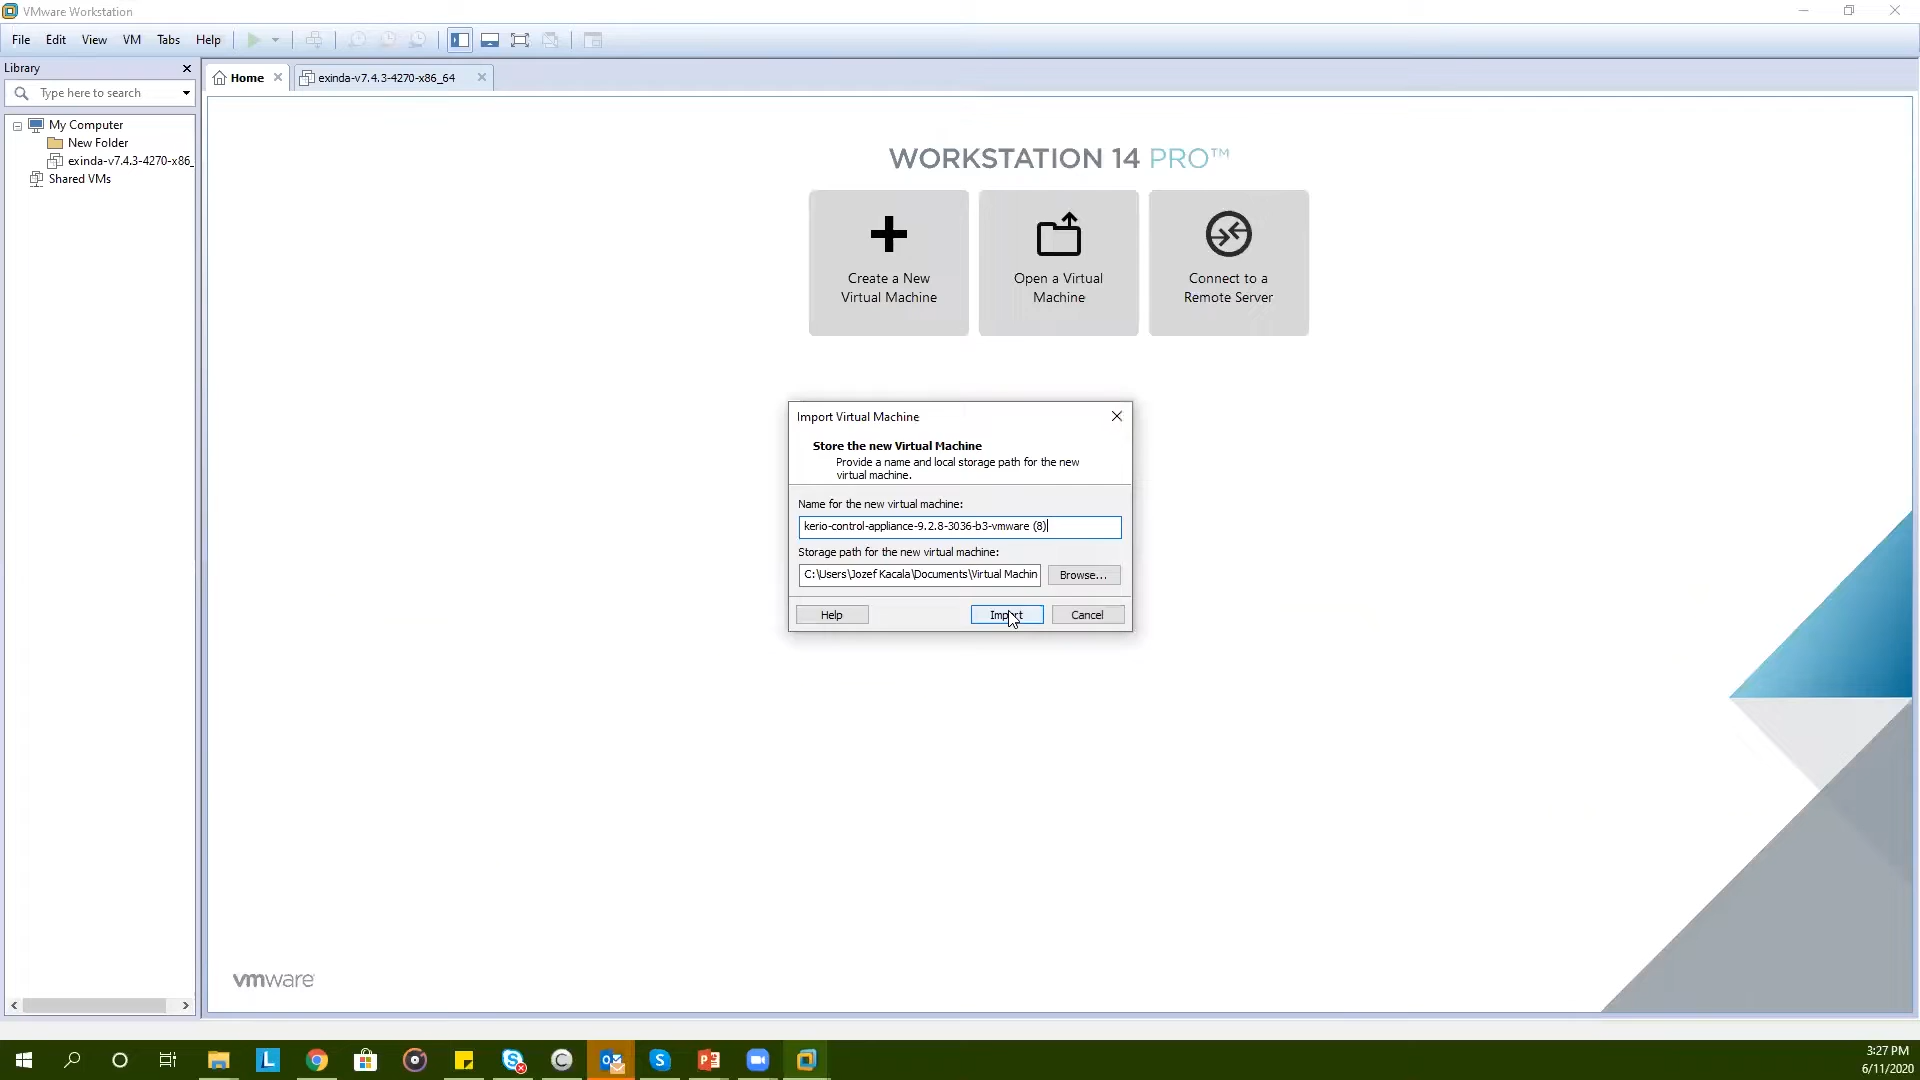 VMware Workstation
File Edit View VM Tabs Help
Library
Type here to search
My Computer
New Folder
exinda-v7.4.3-4270-x86_
Shared VMs
Home
exinda-v7.4.3-4270-x86_64
WORKSTATION 14 PRO™
Create a New
Virtual Machine
Open a Virtual
Machine
Connect to a
Remote Server
Import Virtual Machine
Store the new Virtual Machine
Provide a name and local storage path for the new
virtual machine.
Name for the new virtual machine:
kerio-control-appliance-9.2.8-3036-b3-vmware (8)
Storage path for the new virtual machine:
C:\Users\Jozef Kacala\Documents\Virtual Machin
Browse...
Help
Import
Cancel
vmware
3:27 PM
6/11/2020